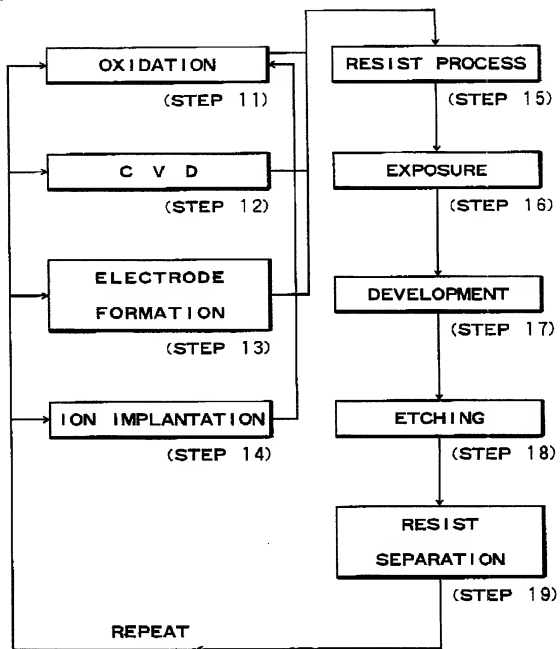 OXIDATION
(STEP 11)
C V D
(STEP 12)
ELECTRODE
FORMATION
(STEP 13)
ION IMPLANTATION
(STEP 14)
RESIST PROCESS
(STEP 15)
EXPOSURE
(STEP 16)
DEVELOPMENT
(STEP 17)
ETCHING
(STEP 18)
RESIST
SEPARATION
(STEP 19)
REPEAT